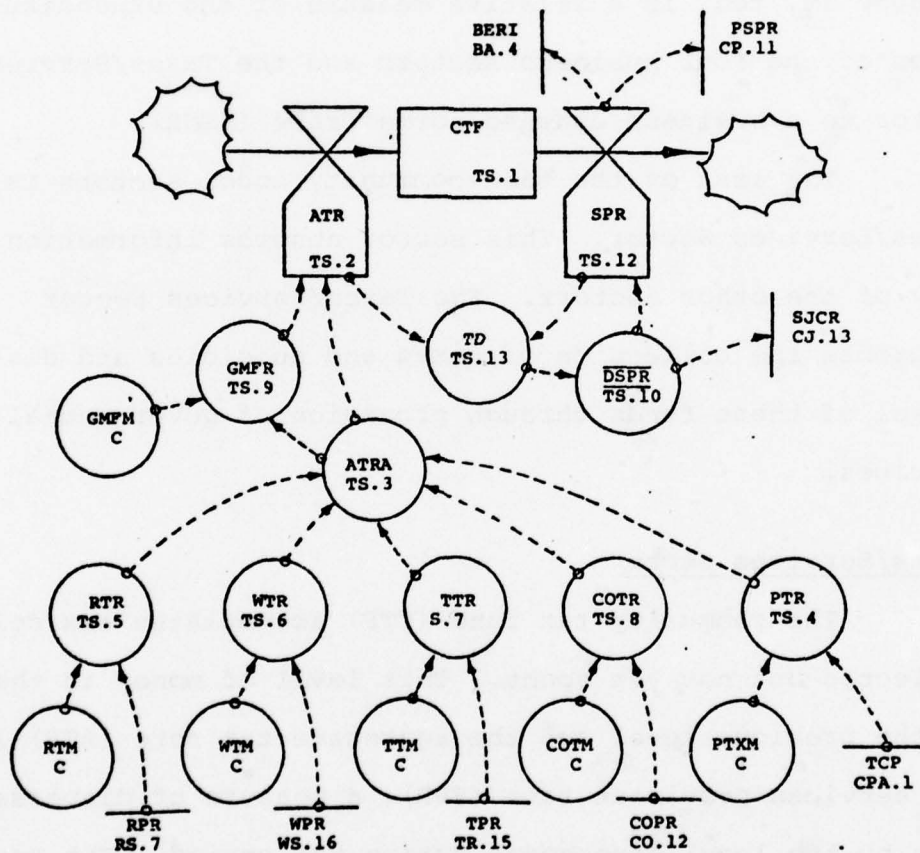 BERI
BA.4
PSPR
CP.11
CTF
TS.1
ATR
TS.2
SPR
TS.12
GMFR
TS.9
TD
TS.13
DSPR
TS.10
SJCR
CJ.13
GMFM
C
ATRA
TS.3
RTR
TS.5
WTR
TS.6
TTR
TS.7
COTR
TS.8
PTR
TS.4
RTM
C
WTM
C
TTM
C
COTM
C
PTXM
C
TCP
CPA.1
RPR
RS.7
WPR
WS.16
TPR
TR.15
COPR
CO.12